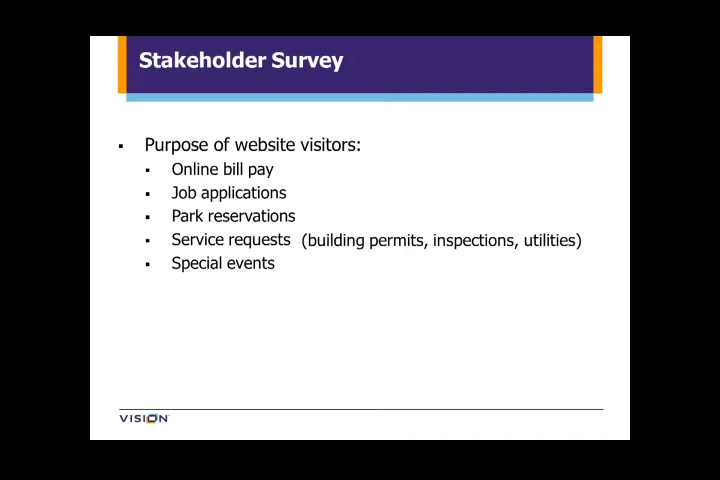 Stakeholder Survey
Purpose of website visitors:
Online bill pay
Job applications
Park reservations
Service requests (building permits, inspections, utilities)
Special events
VISION